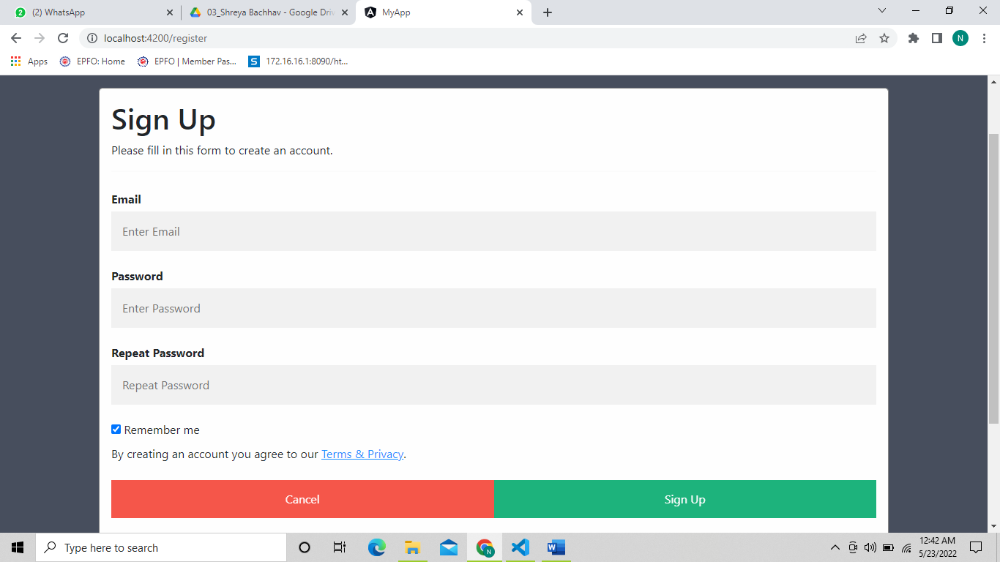 2
(2) WhatsApp
03_Shreya Bachhav - Google Driv
MyApp
localhost:4200/register
N
Apps
EPFO: Home
EPFO | Member Pas...
S
172.16.16.1:8090/ht...
Sign Up
Please fill in this form to create an account.
Email
Enter Email
Password
Enter Password
Repeat Password
Repeat Password
Remember me
By creating an account you agree to our Terms & Privacy.
Cancel
Sign Up
Type here to search
N
W
12:42 AM
5/23/2022